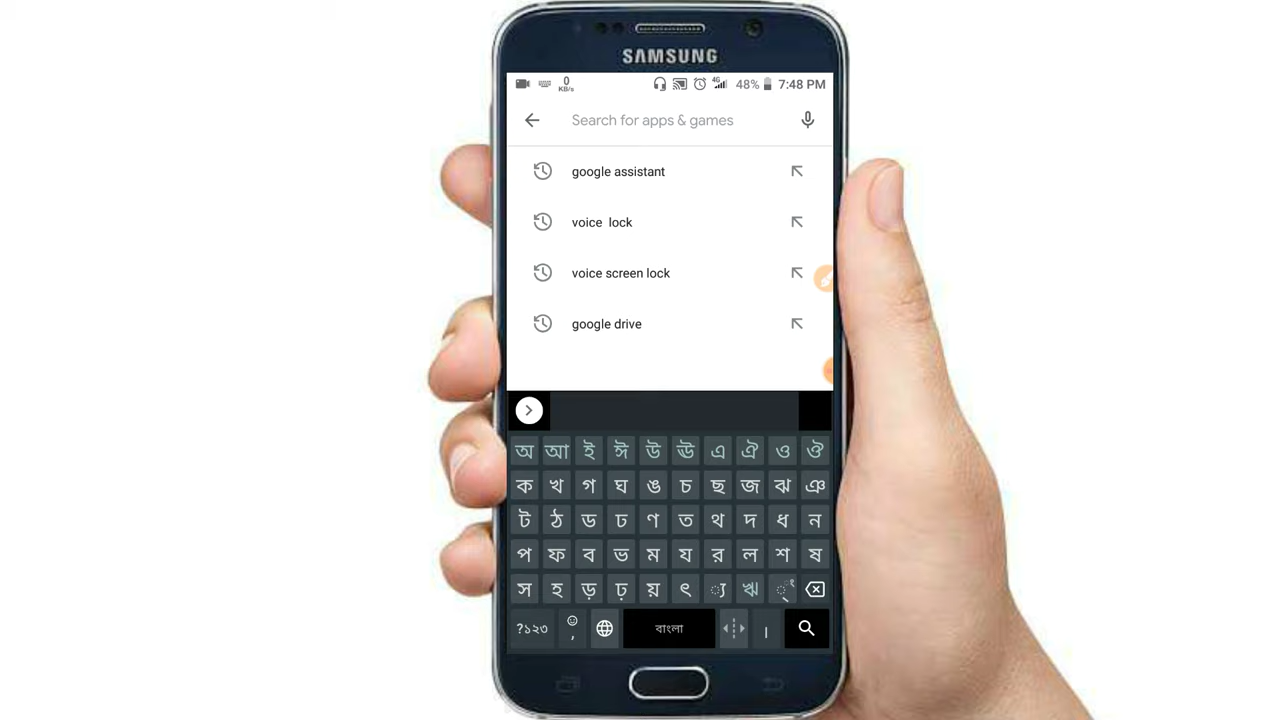 SAMSUNG
0 KB/s 4G 48% 7:48 PM
Search for apps & games
google assistant
voice lock
voice screen lock
google drive
অ আ ই ঈ উ ঊ এ ঐ ও ঔ
ক খ গ ঘ ঙ চ ছ জ ঝ ঞ
ট ঠ ড ঢ ণ ত থ দ ধ ন
প ফ ব ভ ম য র ল শ ষ
স হ ড় ঢ় য় ৎ ্য ঋ ঁং
?১২৩ , বাংলা ।